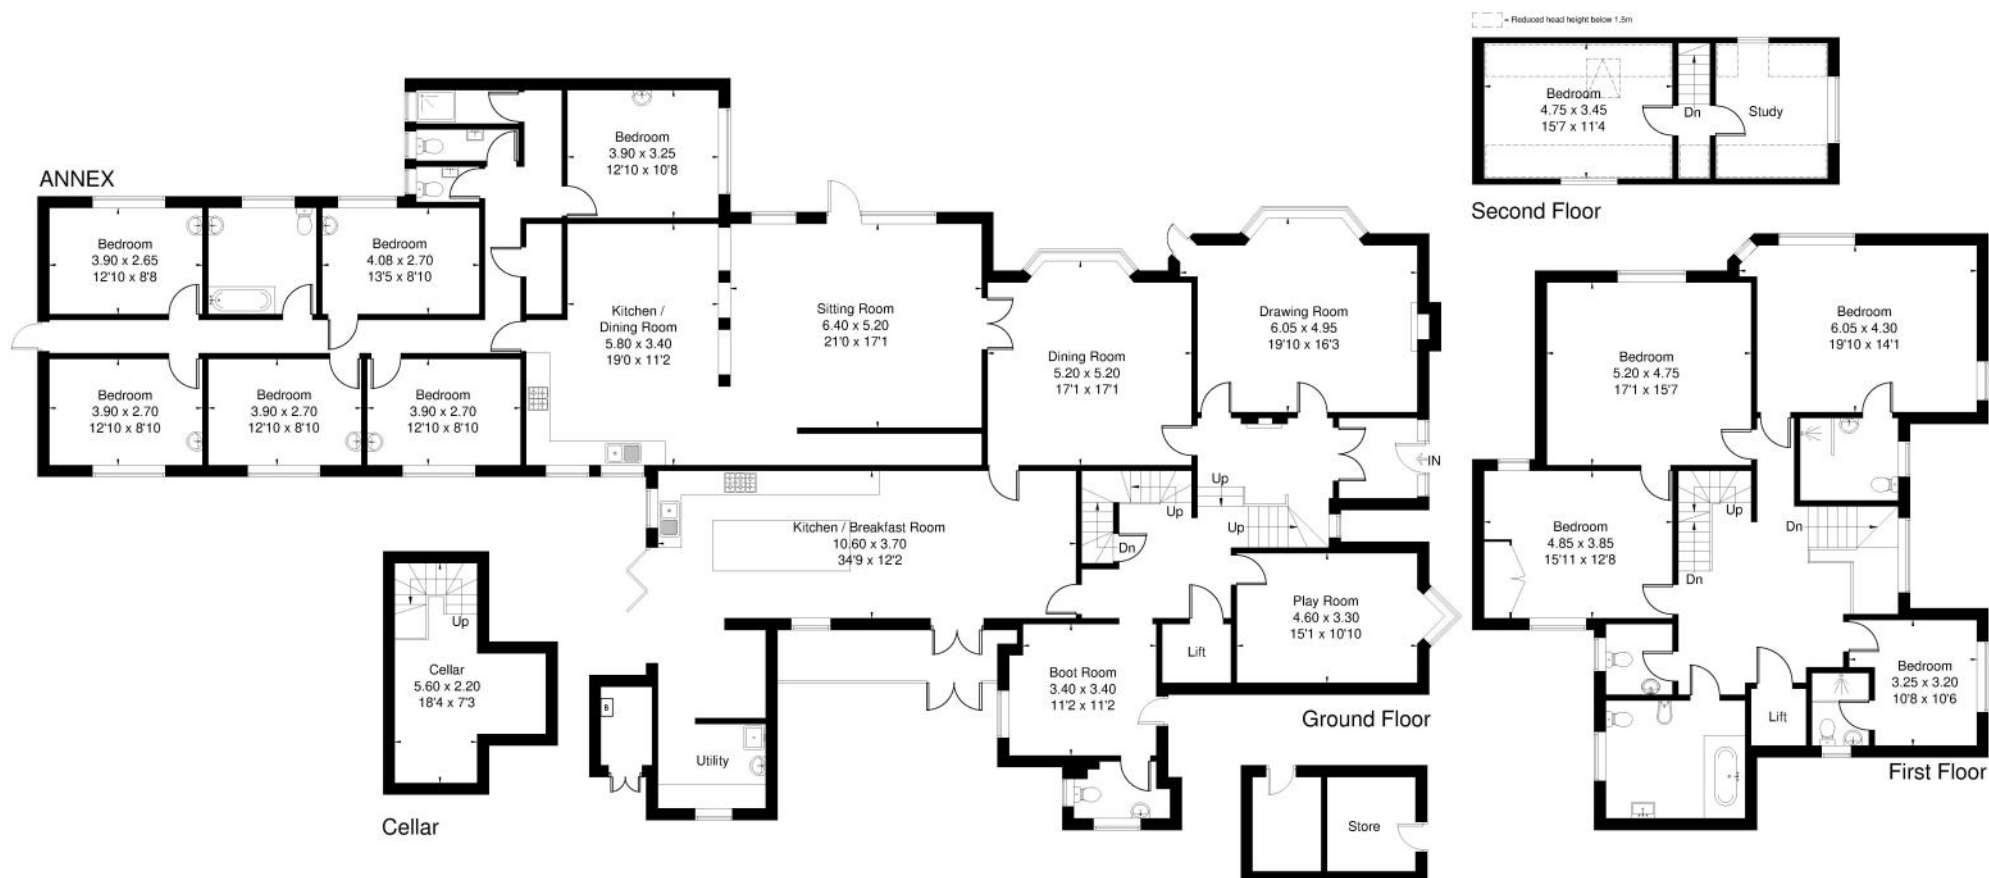 = Reduced head height below 1.5m
Bedroom
4.75 x 3.45
15'7 x 11'4
Dn
Study
Second Floor
ANNEX
Bedroom
3.90 x 3.25
12'10 x 10'8
Bedroom
3.90 x 2.65
12'10 x 8'8
Bedroom
4.08 x 2.70
13'5 x 8'10
Kitchen /
Dining Room
5.80 x 3.40
19'0 x 11'2
Sitting Room
6.40 x 5.20
21'0 x 17'1
Dining Room
5.20 x 5.20
17'1 x 17'1
Drawing Room
6.05 x 4.95
19'10 x 16'3
Bedroom
3.90 x 2.70
12'10 x 8'10
Bedroom
3.90 x 2.70
12'10 x 8'10
Bedroom
3.90 x 2.70
12'10 x 8'10
IN
Up
Up
Up
Dn
Kitchen / Breakfast Room
10.60 x 3.70
34'9 x 12'2
Play Room
4.60 x 3.30
15'1 x 10'10
Lift
Boot Room
3.40 x 3.40
11'2 x 11'2
B
Utility
Ground Floor
Store
Up
Cellar
5.60 x 2.20
18'4 x 7'3
Cellar
Bedroom
5.20 x 4.75
17'1 x 15'7
Bedroom
6.05 x 4.30
19'10 x 14'1
Bedroom
4.85 x 3.85
15'11 x 12'8
Up
Dn
Dn
Bedroom
3.25 x 3.20
10'8 x 10'6
Lift
First Floor